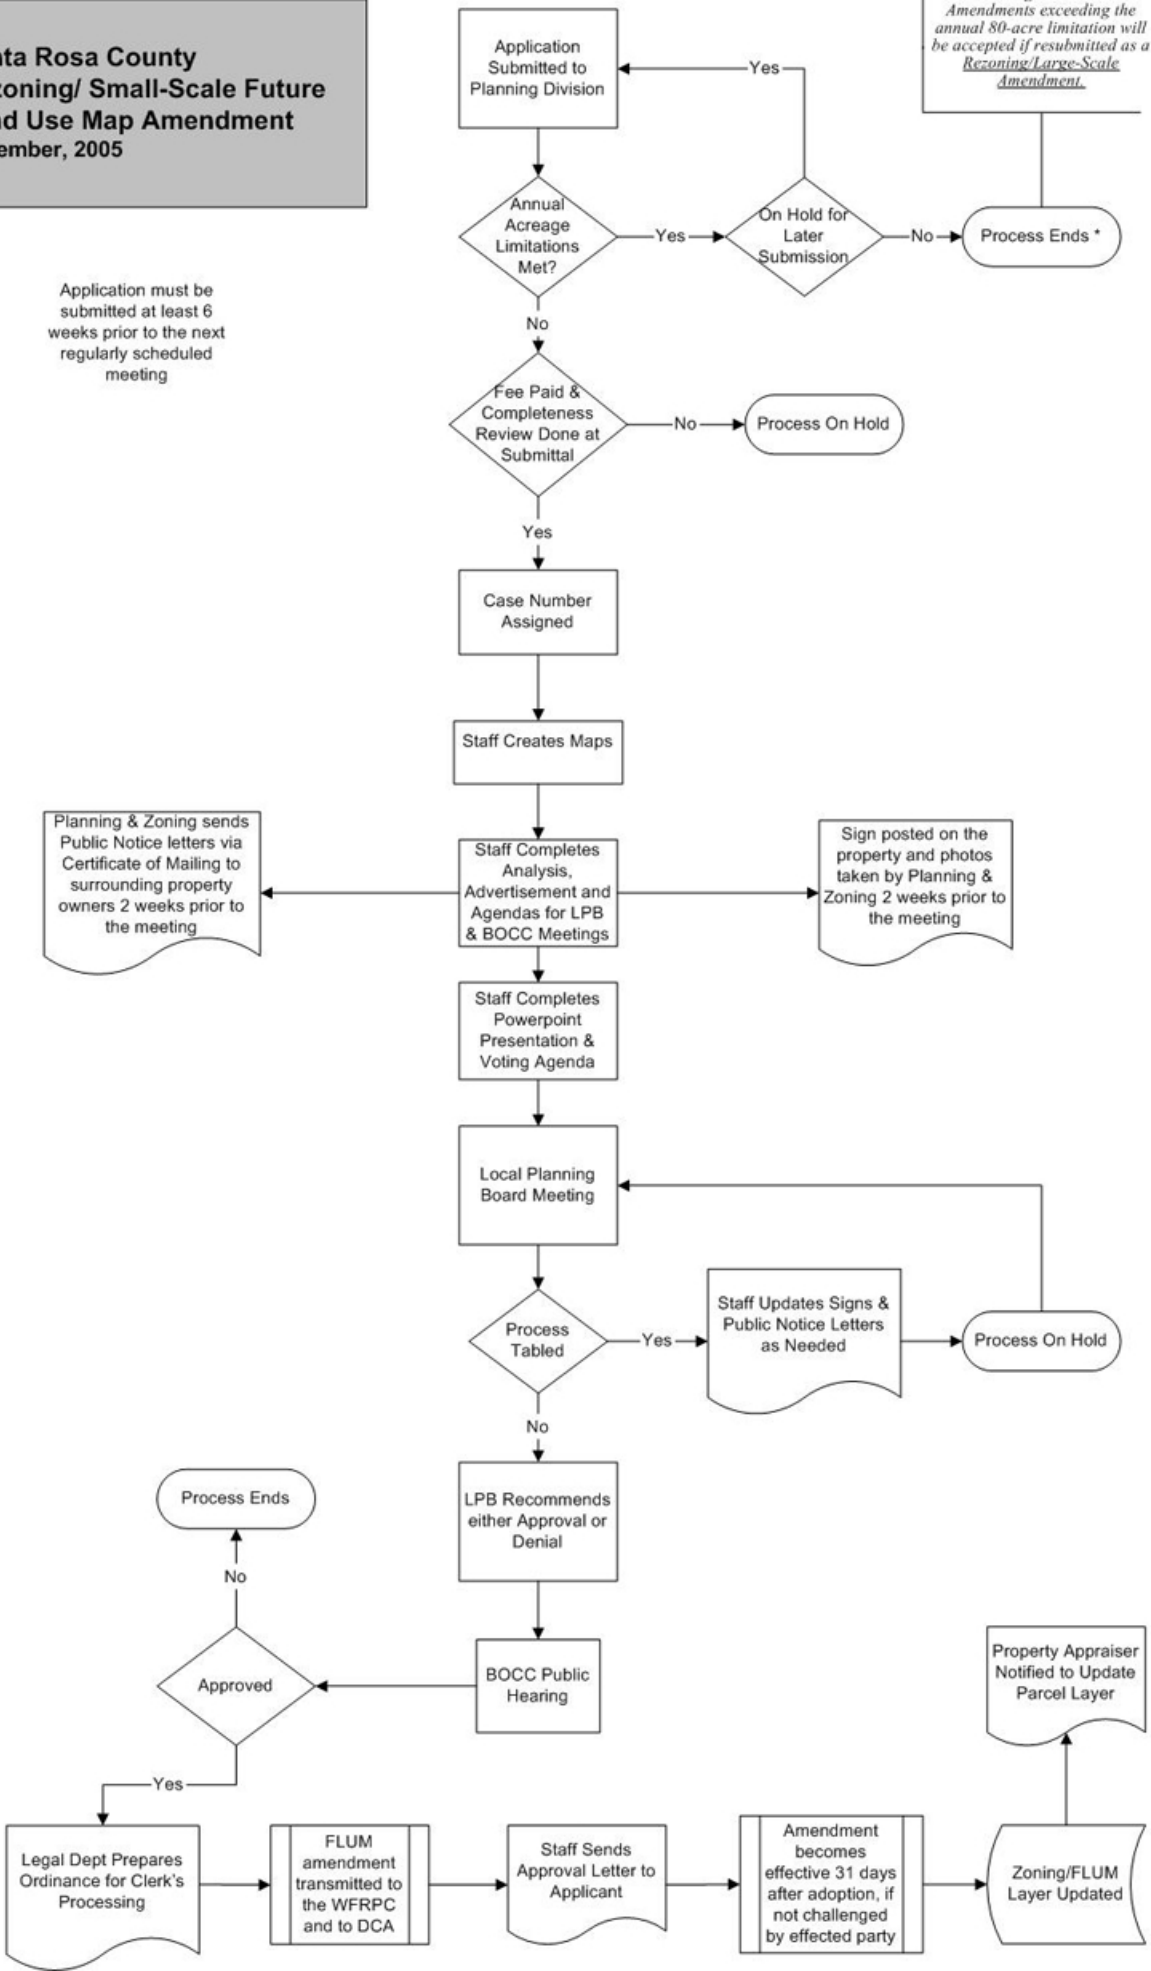 Rosa County
Small-Scale Future
Use Map Amendment
2005
Application must be
submitted at least 6
weeks prior to the next
regularly scheduled
meeting
Application
Submitted to
Planning Division
Yes
Amendments exceeding the
annual 80-acre limitation will
be accepted if resubmitted as a
Rezoning/Large-Scale
Amendment.
Annual
Acreage
Limitations
Met?
Yes
On Hold for
Later
Submission
No
Process Ends *
No
Fee Paid &
Completeness
Review Done at
Submittal
No
Process On Hold
Yes
Case Number
Assigned
Staff Creates Maps
Planning & Zoning sends
Public Notice letters via
Certificate of Mailing to
surrounding property
owners 2 weeks prior to
the meeting
Staff Completes
Analysis,
Advertisement and
Agendas for LPB
& BOCC Meetings
Sign posted on the
property and photos
taken by Planning &
Zoning 2 weeks prior to
the meeting
Staff Completes
Powerpoint
Presentation &
Voting Agenda
Local Planning
Board Meeting
Process
Tabled
Yes
Staff Updates Signs &
Public Notice Letters
as Needed
Process On Hold
No
LPB Recommends
either Approval or
Denial
BOCC Public
Hearing
Approved
No
Process Ends
Yes
Legal Dept Prepares
Ordinance for Clerk's
Processing
FLUM
amendment
transmitted to
the WFRPC
and to DCA
Staff Sends
Approval Letter to
Applicant
Amendment
becomes
effective 31 days
after adoption, if
not challenged
by effected party
Zoning/FLUM
Layer Updated
Property Appraiser
Notified to Update
Parcel Layer